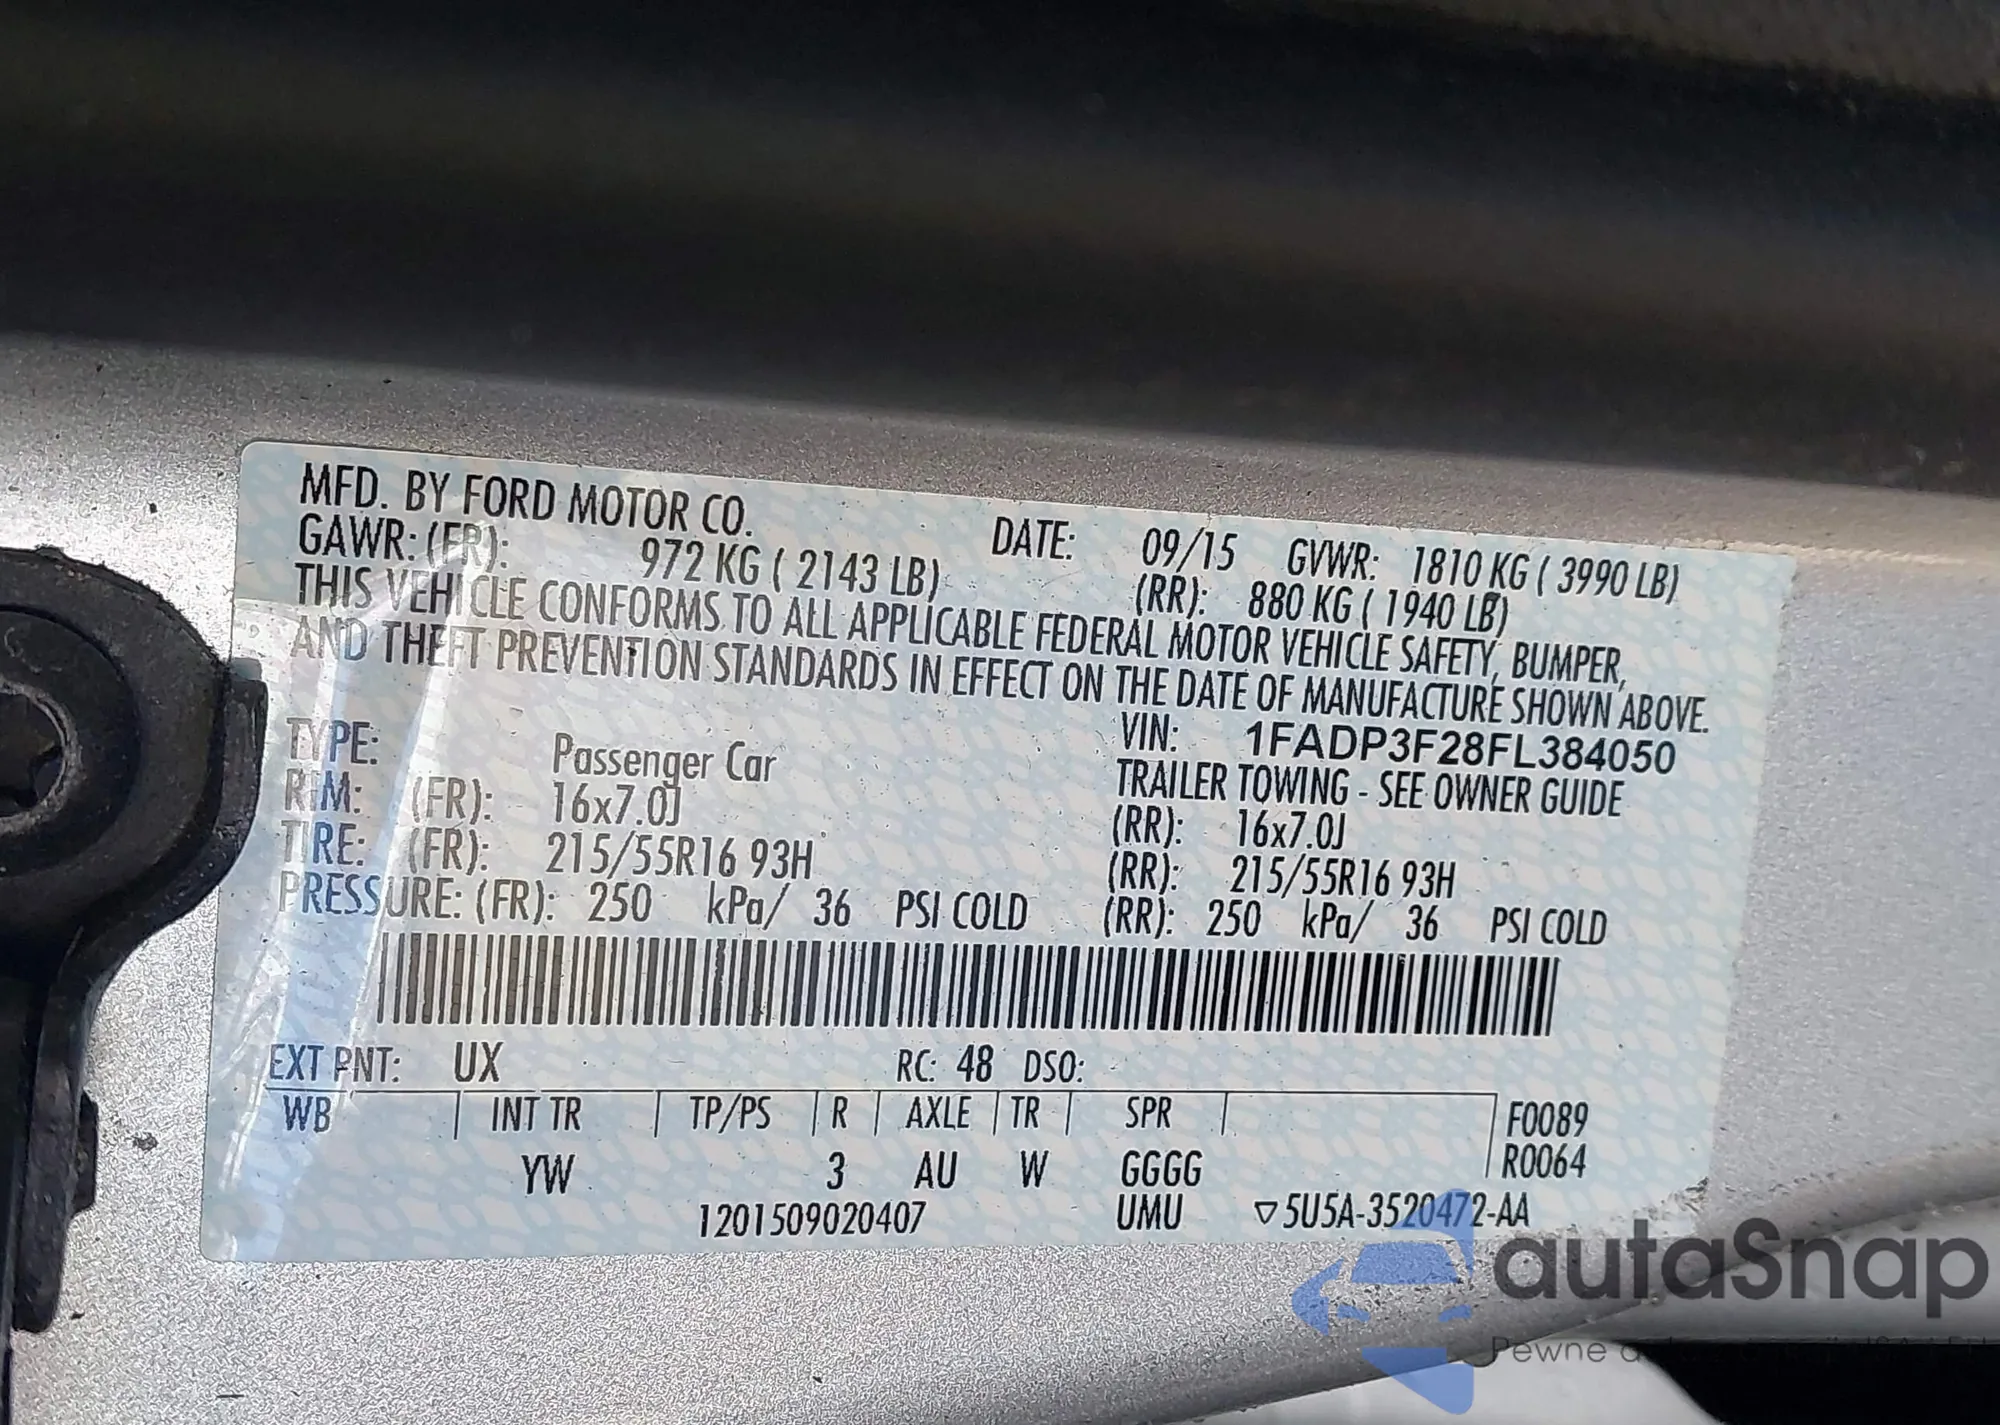 MFD. BY FORD MOTOR CO. DATE: 09/15 GVWR: 1810 KG ( 3990 LB)
GAWR: (FR): 972 KG ( 2143 LB) (RR): 880 KG ( 1940 LB)
THIS VEHICLE CONFORMS TO ALL APPLICABLE FEDERAL MOTOR VEHICLE SAFETY, BUMPER,
AND THEFT PREVENTION STANDARDS IN EFFECT ON THE DATE OF MANUFACTURE SHOWN ABOVE.
VIN: 1FADP3F28FL384050
TYPE: Passenger Car TRAILER TOWING - SEE OWNER GUIDE
RIM: (FR): 16x7.0J (RR): 16x7.0J
TIRE: (FR): 215/55R16 93H (RR): 215/55R16 93H
PRESSURE: (FR): 250 kPa/ 36 PSI COLD (RR): 250 kPa/ 36 PSI COLD
EXT PNT: UX RC: 48 DSO:
WB INT TR TP/PS R AXLE TR SPR F0089
YW 3 AU W GGGG R0064
1201509020407 UMU ▽5U5A-3520472-AA
autaSnap
Pewne